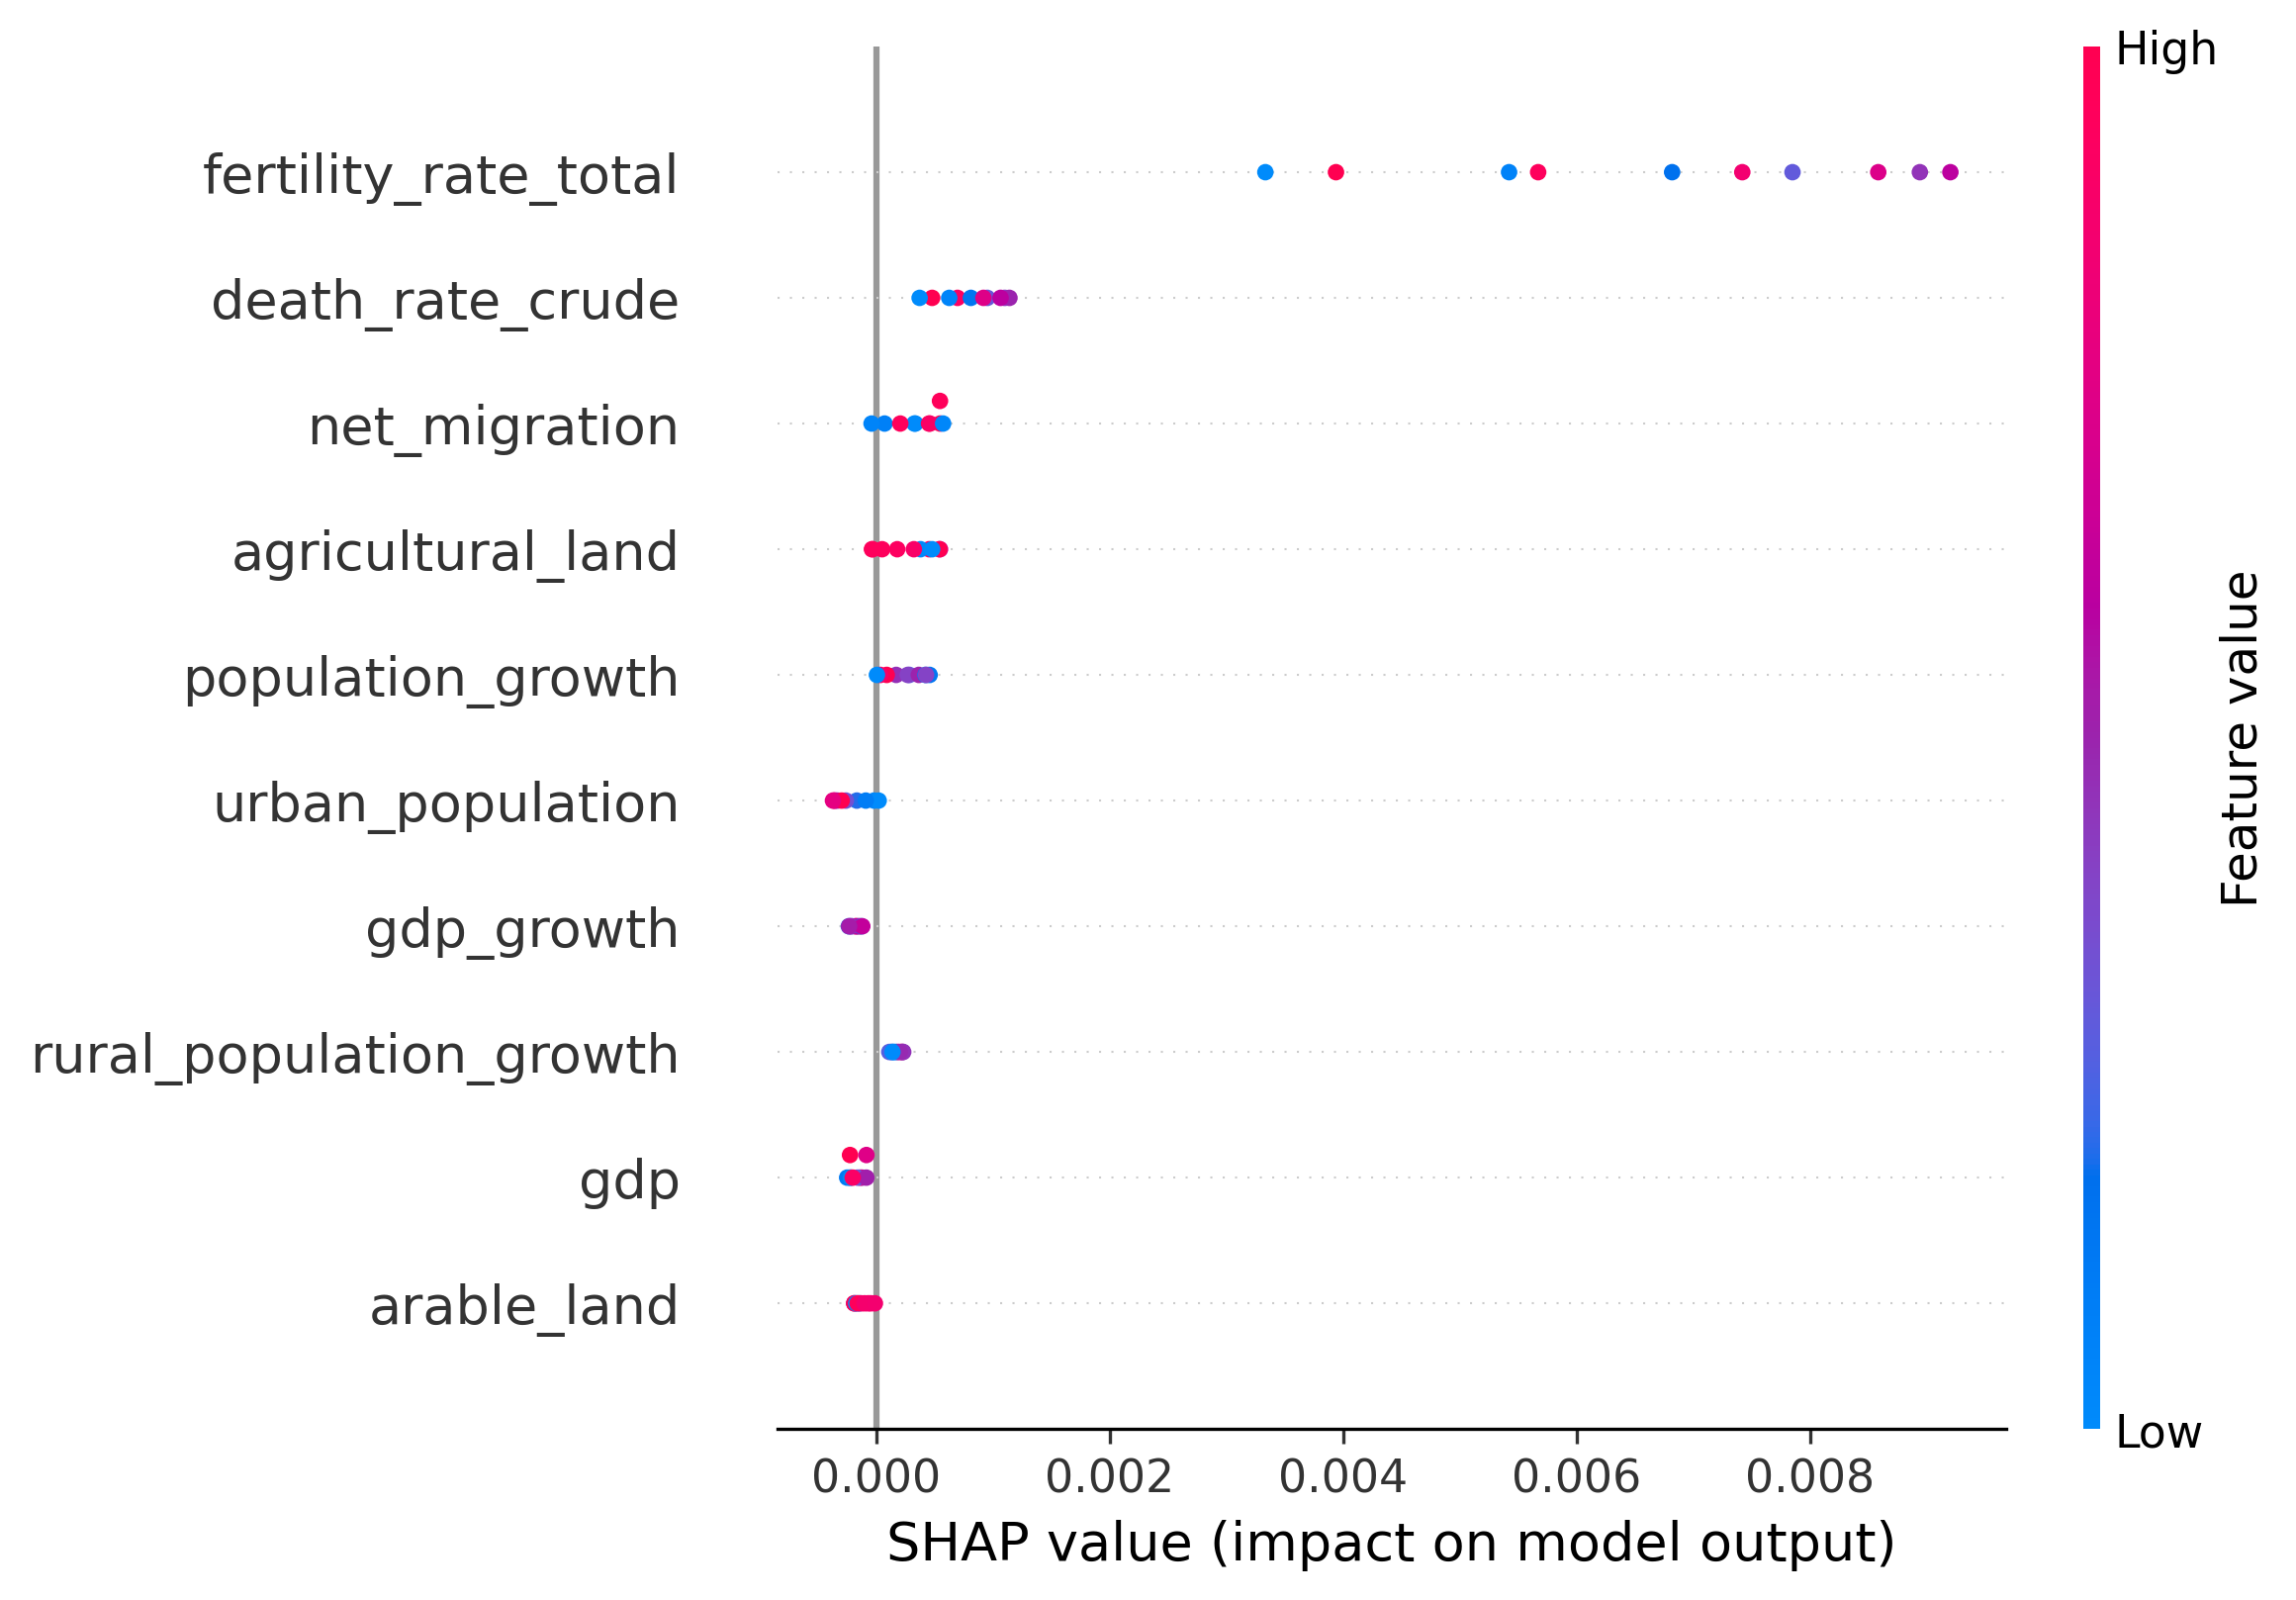 High
fertility_rate_total
death_rate_crude
net_migration
agricultural_land
population_growth
urban_population
gdp_growth
rural_population_growth
gdp
arable_land
Feature value
Low
0.000 0.002 0.004 0.006 0.008
SHAP value (impact on model output)